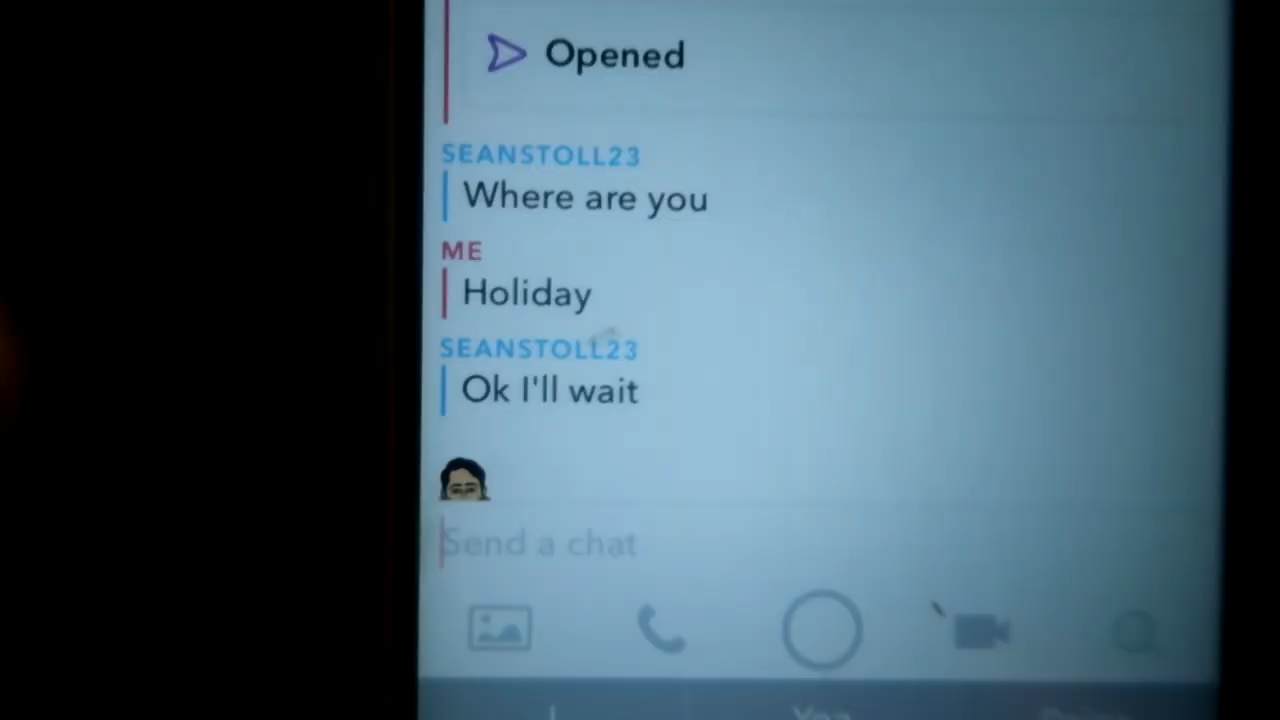 Opened
SEANSTOLL23
Where are you
ME
Holiday
SEANSTOLL23
Ok I'll wait
Send a chat
I